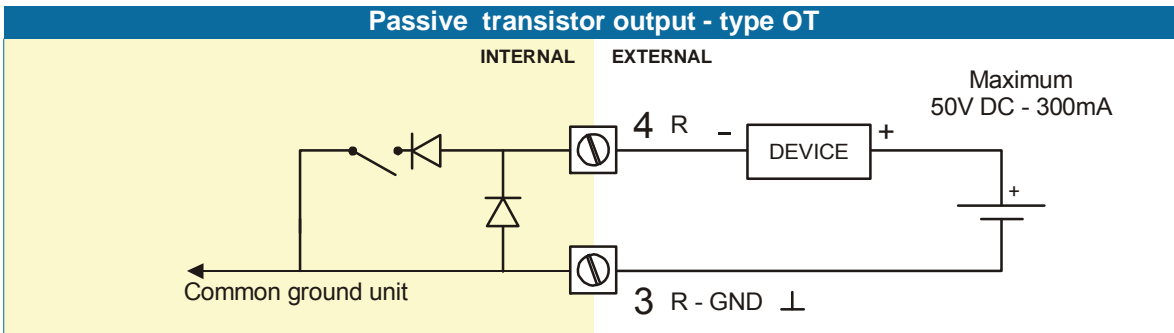 Passive transistor output - type OT
INTERNAL EXTERNAL
Maximum
50V DC - 300mA
4 R - DEVICE +
+
Common ground unit
3 R - GND ⊥